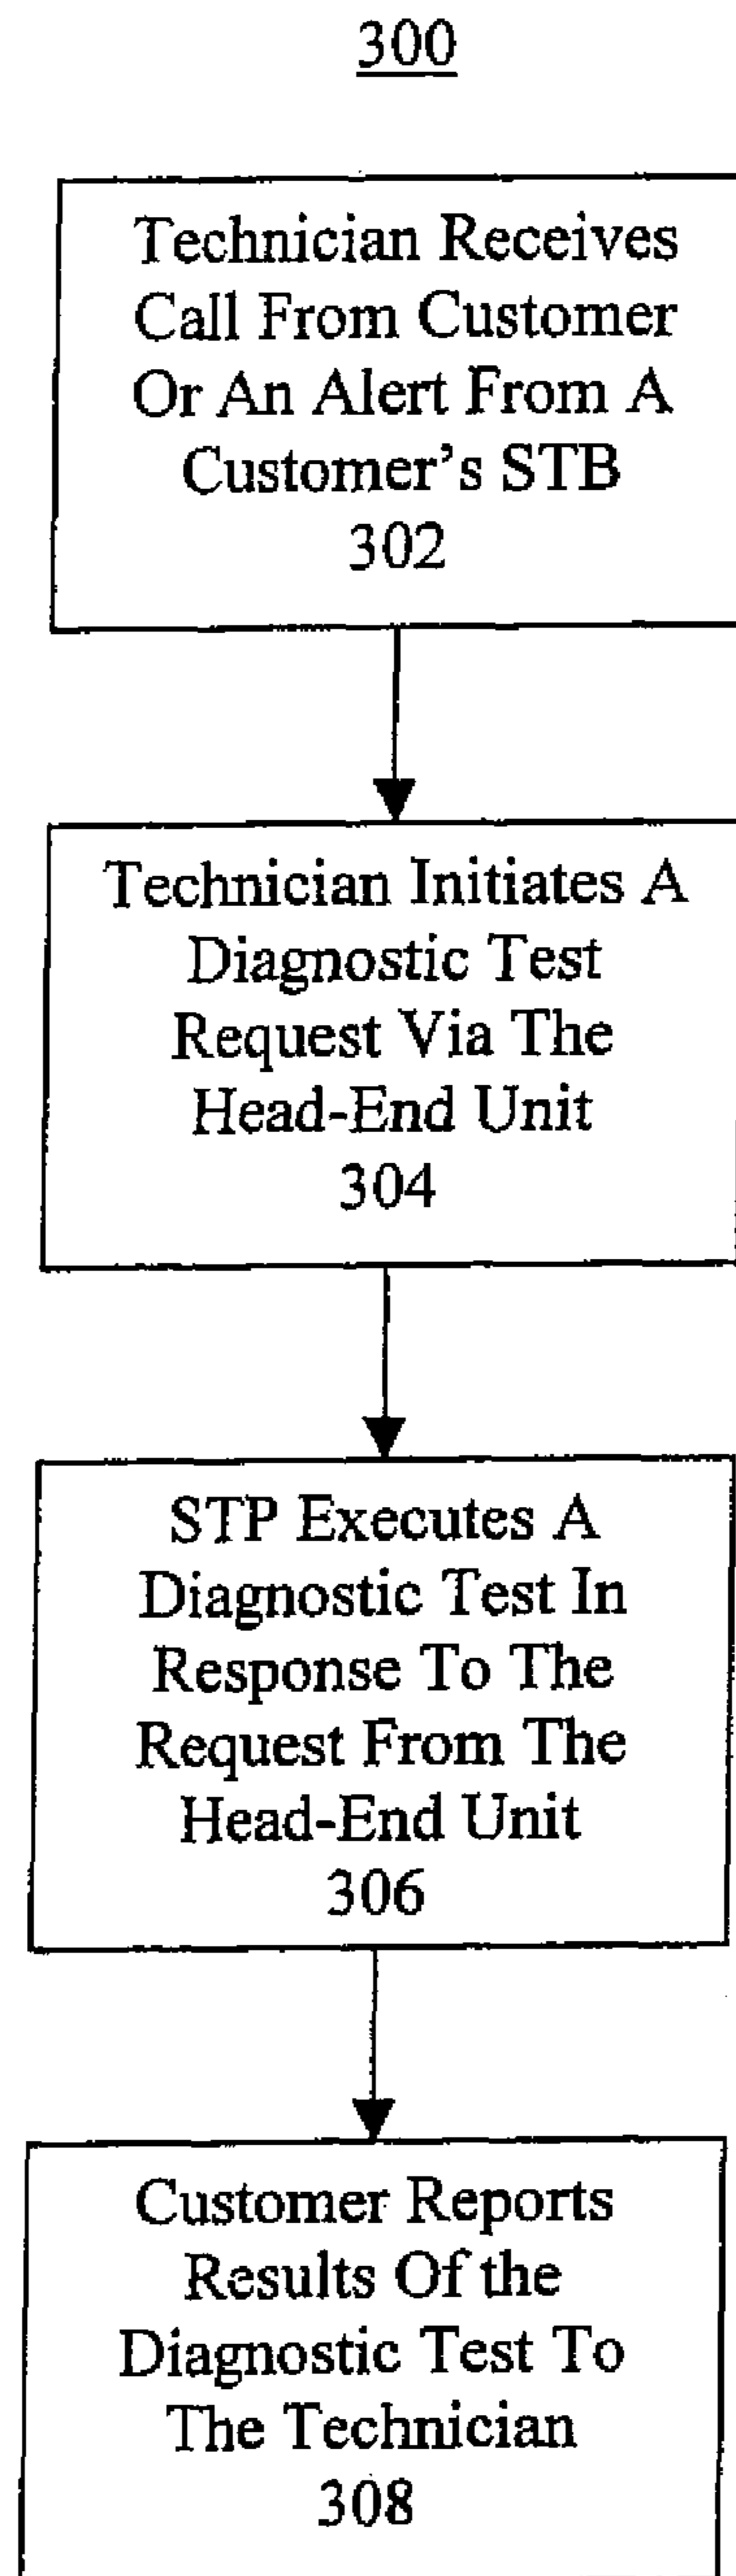 300
Technician Receives
Call From Customer
Or An Alert From A
Customer's STB
302
Technician Initiates A
Diagnostic Test
Request Via The
Head-End Unit
304
STP Executes A
Diagnostic Test In
Response To The
Request From The
Head-End Unit
306
Customer Reports
Results Of the
Diagnostic Test To
The Technician
308